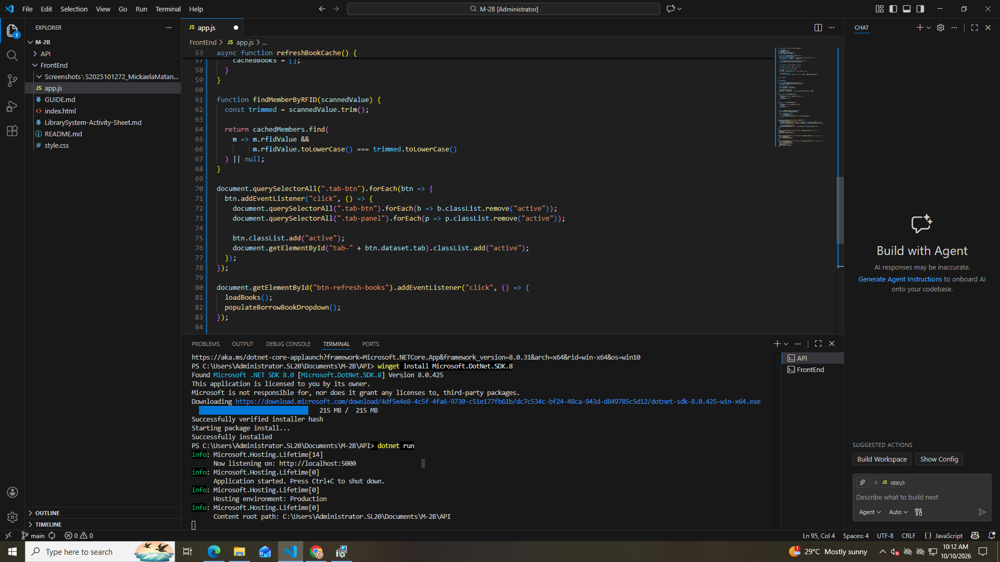 File Edit Selection View Go Run Terminal Help
M-2B [Administrator]
EXPLORER
M-2B
API
FrontEnd
Screenshots\S2025101272_MickaelaMatan...
JS app.js
GUIDE.md
index.html
LibrarySystem-Activity-Sheet.md
README.md
# style.css
OUTLINE
TIMELINE
JS app.js
FrontEnd > JS app.js > ...
53 async function refreshBookCache() {
57 cachedBooks = [];
58 }
59 }
60
61 function findMemberByRFID(scannedValue) {
62 const trimmed = scannedValue.trim();
63
64 return cachedMembers.find(
65 m => m.rfidValue &&
66 m.rfidValue.toLowerCase() === trimmed.toLowerCase()
67 ) || null;
68 }
69
70 document.querySelectorAll(".tab-btn").forEach(btn => {
71 btn.addEventListener("click", () => {
72 document.querySelectorAll(".tab-btn").forEach(b => b.classList.remove("active"));
73 document.querySelectorAll(".tab-panel").forEach(p => p.classList.remove("active"));
74
75 btn.classList.add("active");
76 document.getElementById("tab-" + btn.dataset.tab).classList.add("active");
77 });
78 });
79
80 document.getElementById("btn-refresh-books").addEventListener("click", () => {
81 loadBooks();
82 populateBorrowBookDropdown();
83 });
84
PROBLEMS OUTPUT DEBUG CONSOLE TERMINAL PORTS
https://aka.ms/dotnet-core-applaunch?framework=Microsoft.NETCore.App&framework_version=8.0.31&arch=x64&rid=win-x64&os=win10
PS C:\Users\Administrator.SL20\Documents\M-2B\API> winget install Microsoft.DotNet.SDK.8
Found Microsoft .NET SDK 8.0 [Microsoft.DotNet.SDK.8] Version 8.0.425
This application is licensed to you by its owner.
Microsoft is not responsible for, nor does it grant any licenses to, third-party packages.
Downloading https://download.microsoft.com/download/4df5e4e8-4c5f-4fa6-9730-c51e177fb61b/dc7c534c-bf24-48ca-943d-d849785c5d12/dotnet-sdk-8.0.425-win-x64.exe
215 MB / 215 MB
Successfully verified installer hash
Starting package install...
Successfully installed
PS C:\Users\Administrator.SL20\Documents\M-2B\API> dotnet run
info: Microsoft.Hosting.Lifetime[14]
Now listening on: http://localhost:5000
info: Microsoft.Hosting.Lifetime[0]
Application started. Press Ctrl+C to shut down.
info: Microsoft.Hosting.Lifetime[0]
Hosting environment: Production
info: Microsoft.Hosting.Lifetime[0]
Content root path: C:\Users\Administrator.SL20\Documents\M-2B\API
API
FrontEnd
CHAT
Build with Agent
AI responses may be inaccurate.
Generate Agent Instructions to onboard AI
onto your codebase.
SUGGESTED ACTIONS
Build Workspace Show Config
JS app.js
Describe what to build next
Agent Auto
main 0 0
Ln 95, Col 4 Spaces: 4 UTF-8 CRLF {} JavaScript
Type here to search
29°C Mostly sunny
10:12 AM
10/10/2026